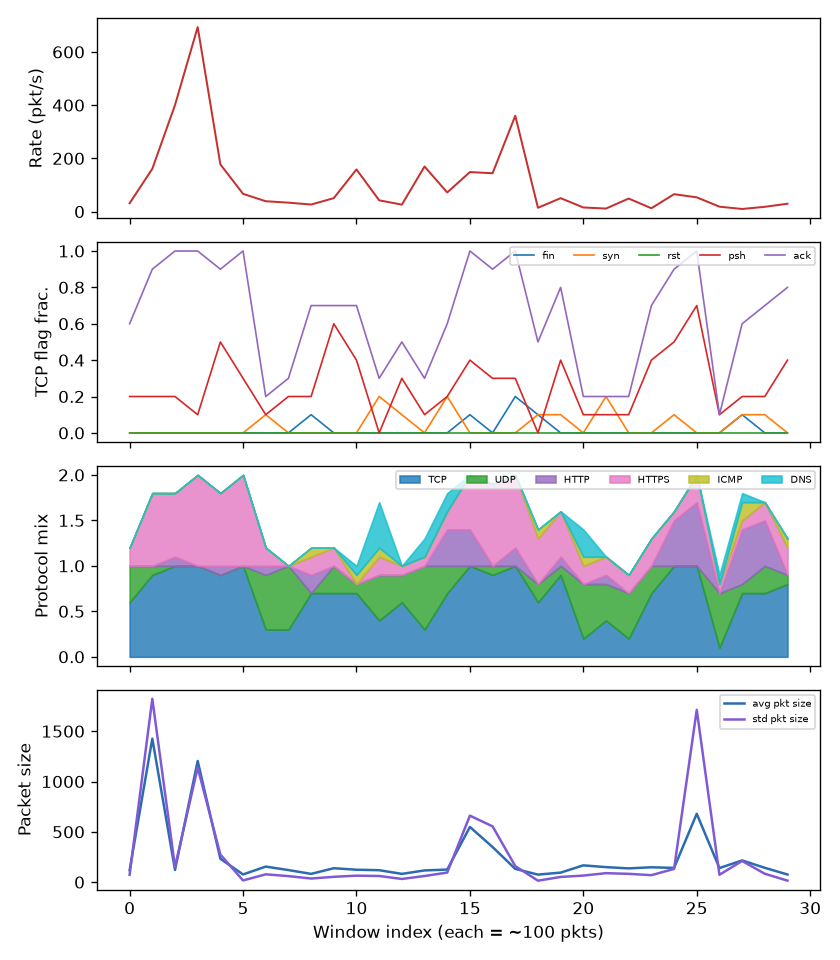 Rate (pkt/s)
600
400
200
0
TCP flag frac.
1.0
0.8
0.6
0.4
0.2
0.0
fin syn rst psh ack
Protocol mix
2.0
1.5
1.0
0.5
0.0
TCP UDP HTTP HTTPS ICMP DNS
Packet size
1500
1000
500
0
avg pkt size
std pkt size
0 5 10 15 20 25 30
Window index (each = ~100 pkts)